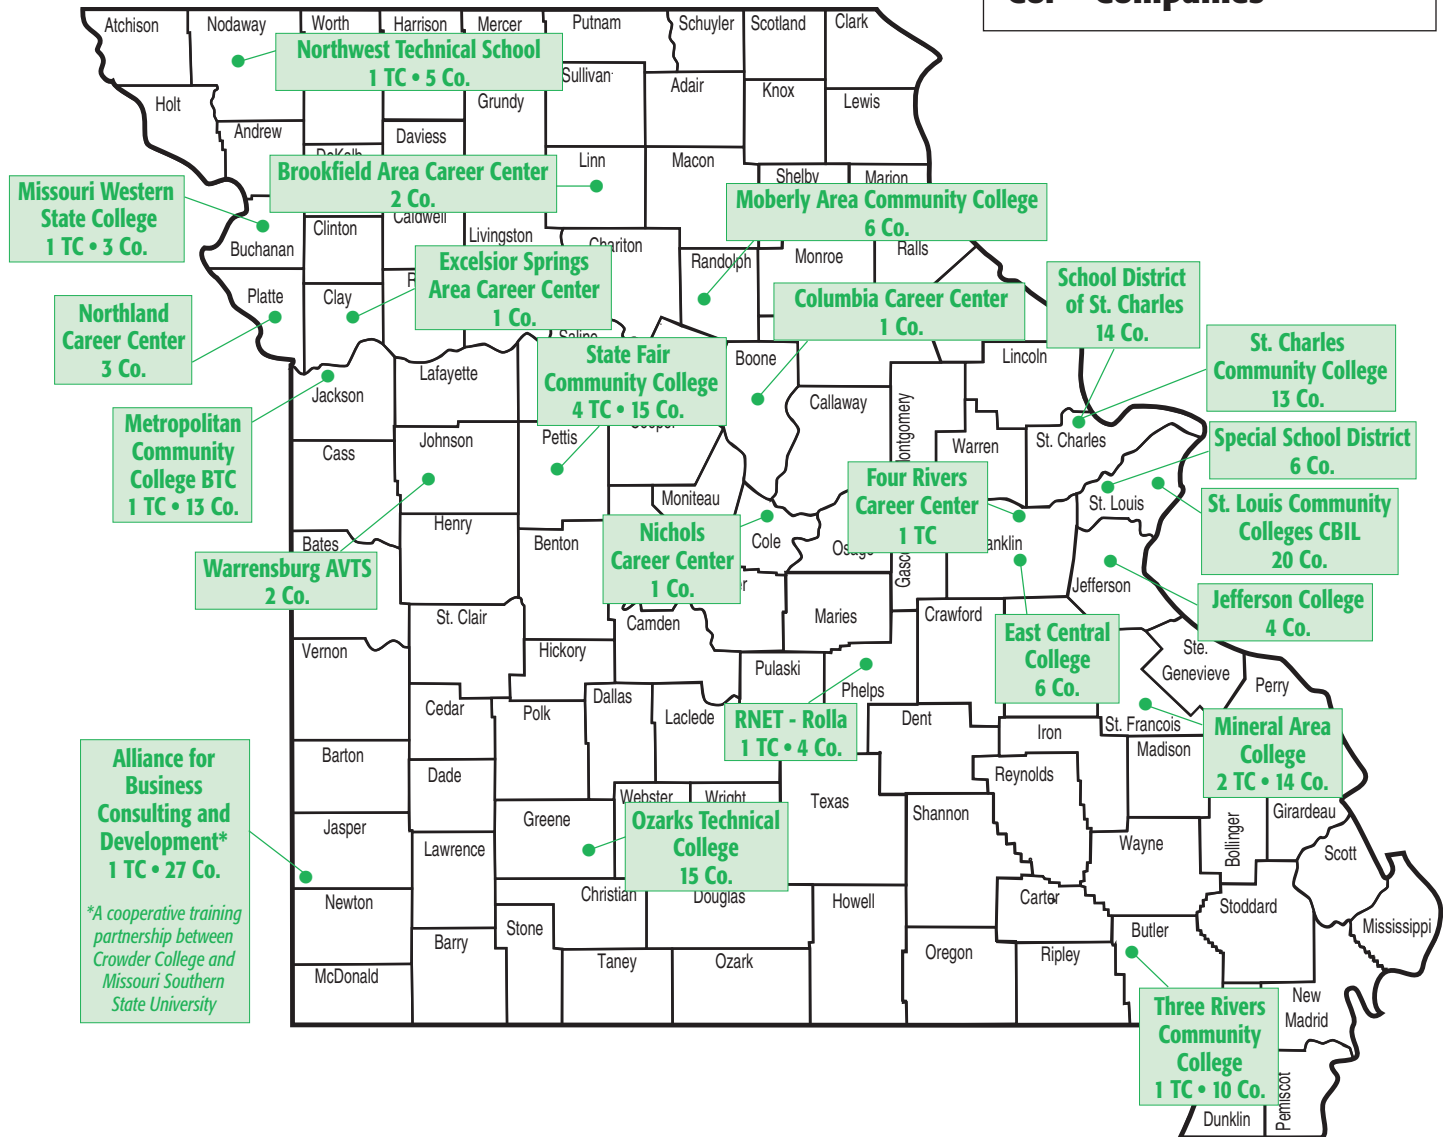 Atchison
Nodaway
Worth
Harrison
Mercer
Putnam
Schuyler
Scotland
Clark
Northwest Technical School
1 TC • 5 Co.
Sullivan
Adair
Knox
Lewis
Holt
Grundy
Andrew
Daviess
Linn
Macon
Shelby
Marion
Brookfield Area Career Center
2 Co.
Missouri Western
State College
1 TC • 3 Co.
Moberly Area Community College
6 Co.
Buchanan
Clinton
Caldwell
Livingston
Chariton
Randolph
Monroe
Ralls
Excelsior Springs
Area Career Center
1 Co.
School District
of St. Charles
14 Co.
Platte
Clay
Northland
Career Center
3 Co.
Columbia Career Center
1 Co.
Saline
State Fair
Community College
4 TC • 15 Co.
Boone
Lincoln
St. Charles
Community College
13 Co.
Jackson
Lafayette
Callaway
Metropolitan
Community
College BTC
1 TC • 13 Co.
Cass
Johnson
Pettis
Warren
St. Charles
Special School District
6 Co.
Moniteau
Four Rivers
Career Center
1 TC
St. Louis
St. Louis Community
Colleges CBIL
20 Co.
Henry
Bates
Benton
Nichols
Career Center
1 Co.
Cole
Warrensburg AVTS
2 Co.
Jefferson
Jefferson College
4 Co.
St. Clair
Camden
Maries
Crawford
East Central
College
6 Co.
Vernon
Hickory
Pulaski
Phelps
Ste.
Genevieve
Perry
Cedar
Polk
Dallas
Laclede
RNET - Rolla
1 TC • 4 Co.
Dent
Iron
St. Francois
Madison
Mineral Area
College
2 TC • 14 Co.
Alliance for
Business
Consulting and
Development*
1 TC • 27 Co.
*A cooperative training
partnership between
Crowder College and
Missouri Southern
State University
Barton
Dade
Webster
Wright
Texas
Reynolds
Jasper
Greene
Ozarks Technical
College
15 Co.
Shannon
Bollinger
Girardeau
Lawrence
Wayne
Scott
Newton
Christian
Douglas
Howell
Carter
Stoddard
Stone
Barry
Butler
Mississippi
McDonald
Taney
Ozark
Oregon
Ripley
Three Rivers
Community
College
1 TC • 10 Co.
New
Madrid
Pemiscot
Dunklin